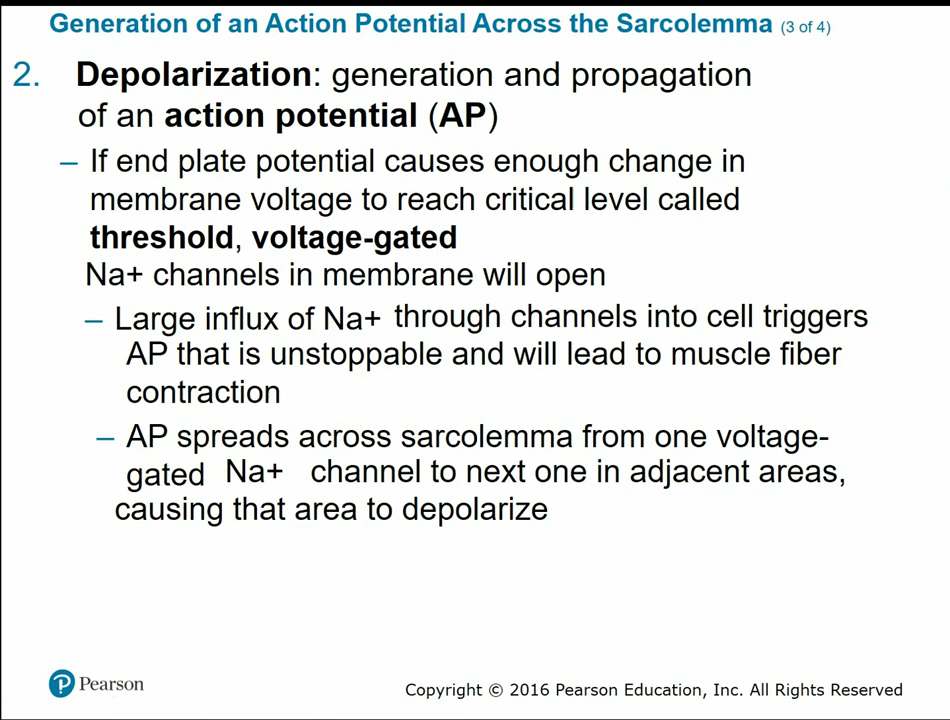 Generation of an Action Potential Across the Sarcolemma (3 of 4)
2. Depolarization: generation and propagation
of an action potential (AP)
– If end plate potential causes enough change in
membrane voltage to reach critical level called
threshold, voltage-gated
Na+ channels in membrane will open
– Large influx of Na+ through channels into cell triggers
AP that is unstoppable and will lead to muscle fiber
contraction
– AP spreads across sarcolemma from one voltage-
gated Na+ channel to next one in adjacent areas,
causing that area to depolarize
P Pearson
Copyright © 2016 Pearson Education, Inc. All Rights Reserved